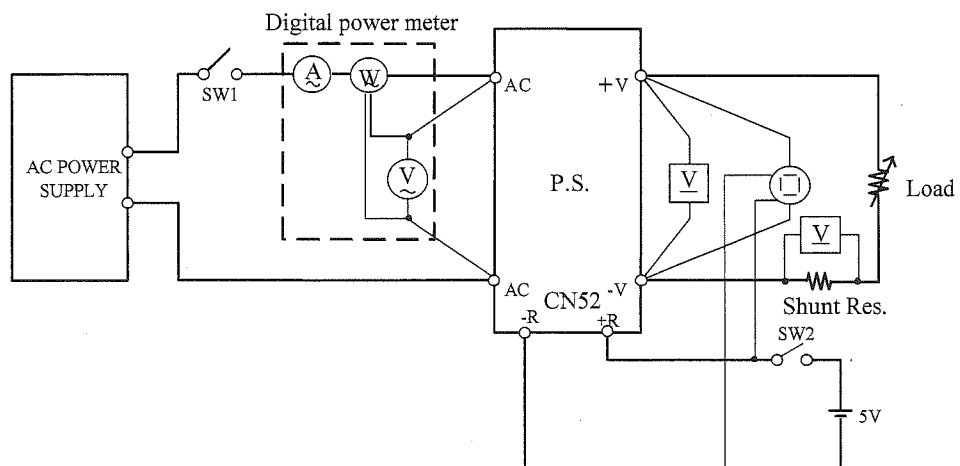 Digital power meter
SW1
A
W
AC
+V
AC POWER
SUPPLY
V
P.S.
V
Load
V
AC
CN52
-V
Shunt Res.
-R
+R
SW2
5V